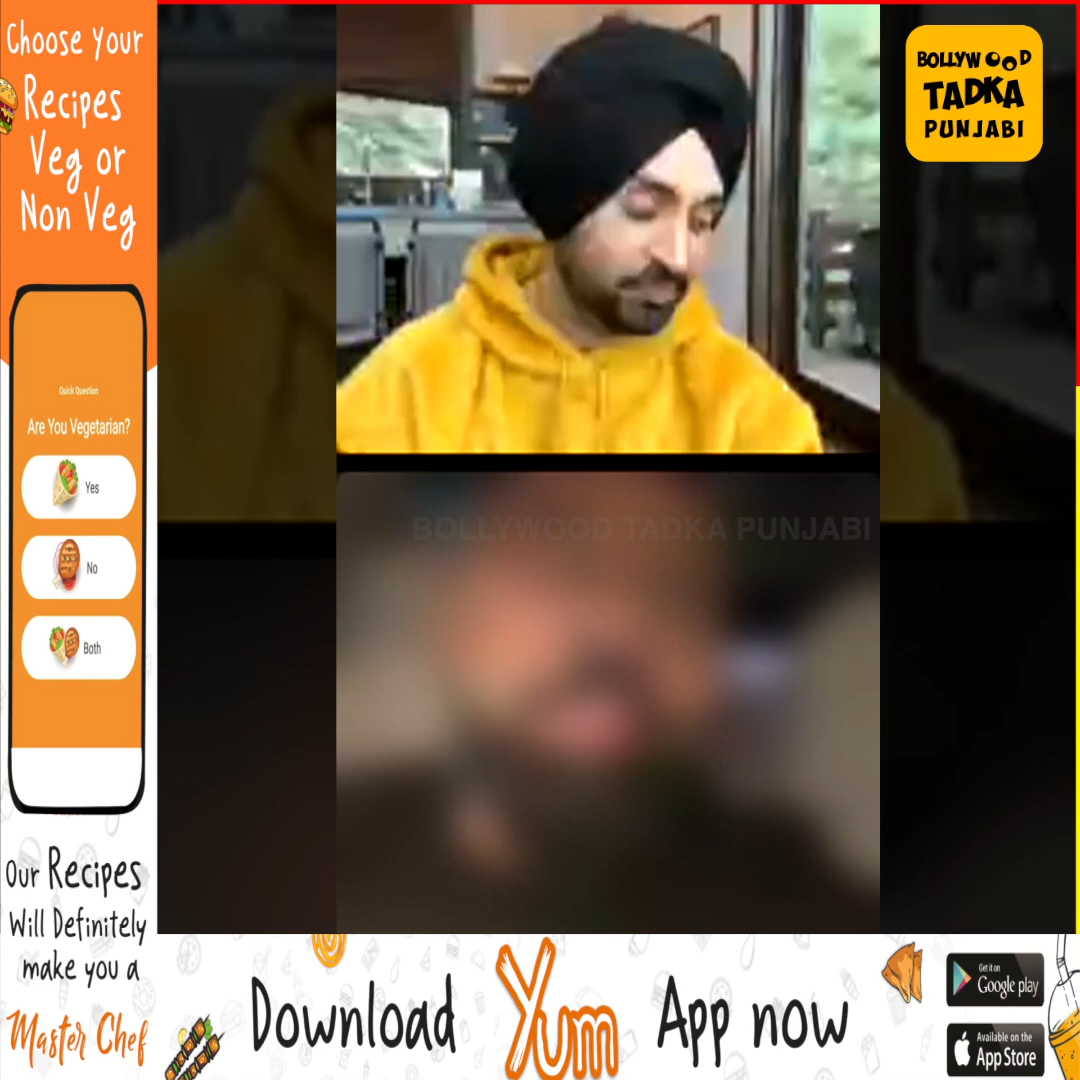 Choose Your
Recipes
Veg or
Non Veg
Quick Question
Are You Vegetarian?
Yes
No
Both
Our Recipes
Will Definitely
make you a
Master Chef
BOLLYWOOD
TADKA
PUNJABI
BOLLYWOOD TADKA PUNJABI
Download Yum App now
Get it on
Google play
Available on the
App Store